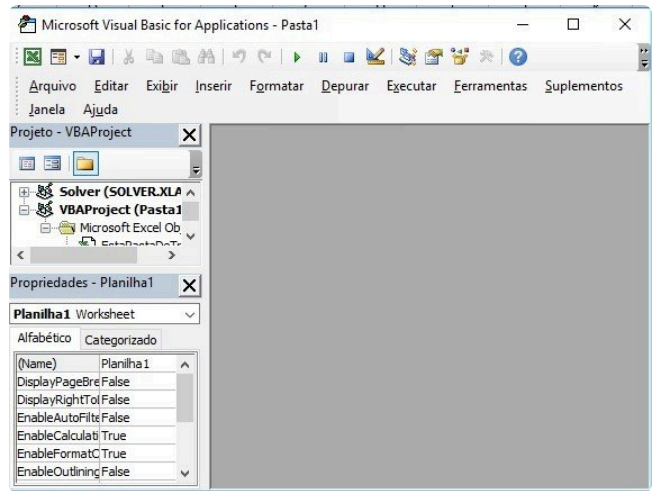 Microsoft Visual Basic for Applications - Pasta1
Arquivo Editar Exibir Inserir Formatar Depurar Executar Ferramentas Suplementos
Janela Ajuda
Projeto - VBAProject
Solver (SOLVER.XLA
VBAProject (Pasta1
Microsoft Excel Obj
EstaPastaDeTr
Propriedades - Planilha1
Planilha1 Worksheet
Alfabético Categorizado
(Name) Planilha1
DisplayPageBre False
DisplayRightToL False
EnableAutoFilte False
EnableCalculati True
EnableFormatC True
EnableOutlining False